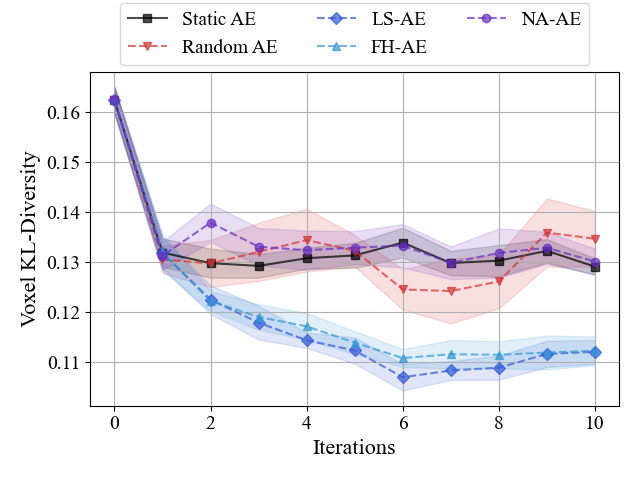 Static AE
LS-AE
NA-AE
Random AE
FH-AE
0.16
0.15
0.14
0.13
0.12
0.11
Voxel KL-Diversity
0 2 4 6 8 10
Iterations